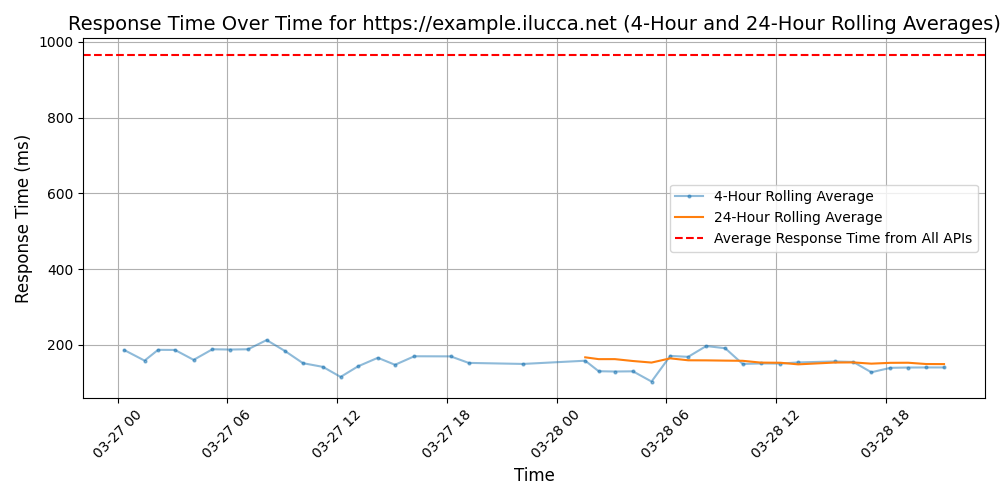 Response Time Over Time for https://example.ilucca.net (4-Hour and 24-Hour Rolling Averages)
Response Time (ms)
1000
800
600
400
200
4-Hour Rolling Average
24-Hour Rolling Average
Average Response Time from All APIs
03-27 00
03-27 06
03-27 12
03-27 18
03-28 00
03-28 06
03-28 12
03-28 18
Time